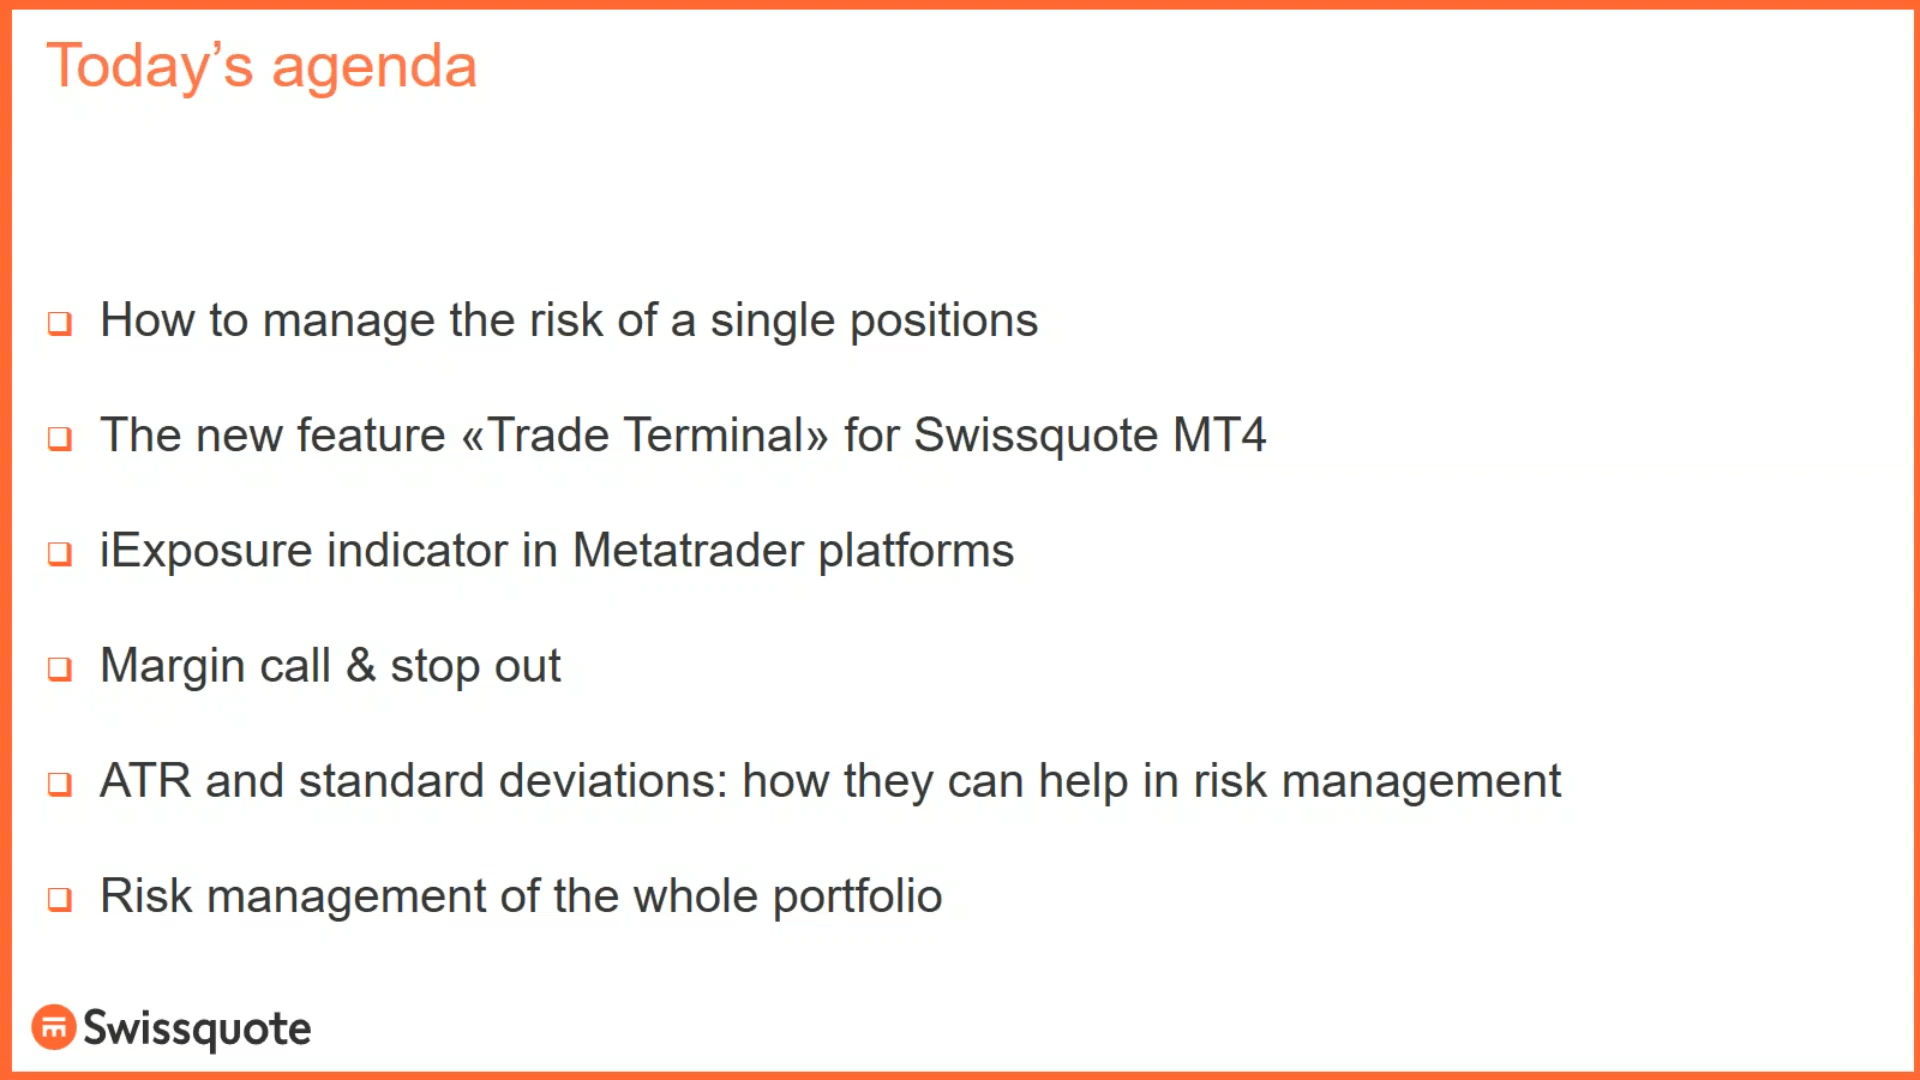 Today’s agenda
How to manage the risk of a single positions
The new feature «Trade Terminal» for Swissquote MT4
iExposure indicator in Metatrader platforms
Margin call & stop out
ATR and standard deviations: how they can help in risk management
Risk management of the whole portfolio
Swissquote